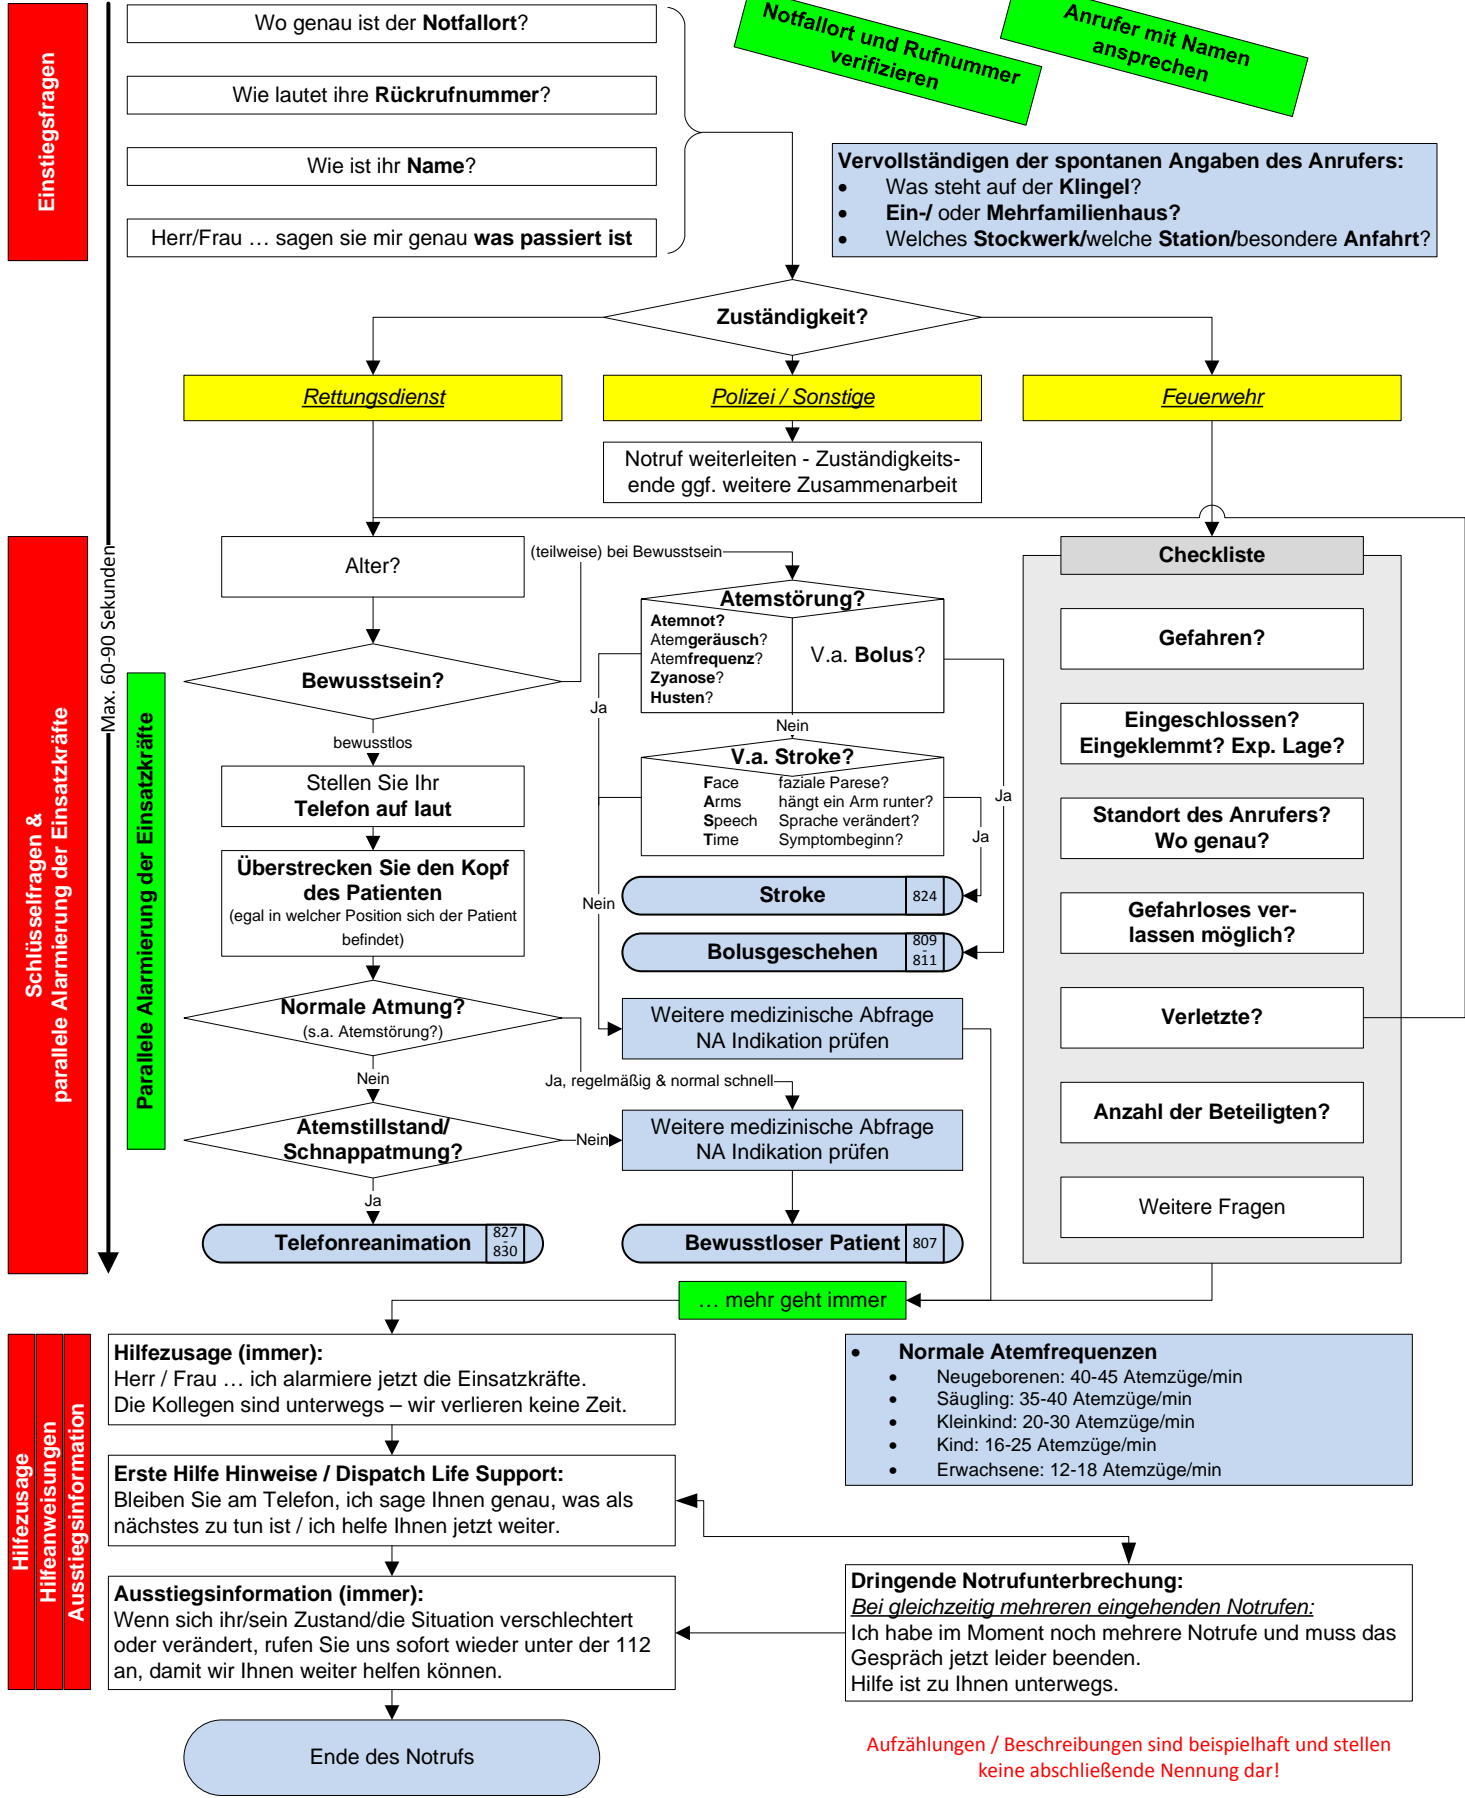 Einstiegsfragen
Wo genau ist der Notfallort?
Wie lautet ihre Rückrufnummer?
Wie ist ihr Name?
Herr/Frau … sagen sie mir genau was passiert ist
Notfallort und Rufnummer
verifizieren
Anrufer mit Namen
ansprechen
Vervollständigen der spontanen Angaben des Anrufers:
• Was steht auf der Klingel?
• Ein-/ oder Mehrfamilienhaus?
• Welches Stockwerk/welche Station/besondere Anfahrt?
Zuständigkeit?
Rettungsdienst
Polizei / Sonstige
Feuerwehr
Notruf weiterleiten - Zuständigkeits-
ende ggf. weitere Zusammenarbeit
Max. 60-90 Sekunden
Schlüsselfragen &
parallele Alarmierung der Einsatzkräfte
Parallele Alarmierung der Einsatzkräfte
Alter?
(teilweise) bei Bewusstsein
Bewusstsein?
bewusstlos
Stellen Sie Ihr
Telefon auf laut
Überstrecken Sie den Kopf
des Patienten
(egal in welcher Position sich der Patient
befindet)
Normale Atmung?
(s.a. Atemstörung?)
Nein
Ja, regelmäßig & normal schnell
Atemstillstand/
Schnappatmung?
Nein
Ja
Telefonreanimation
827
-
830
Atemstörung?
Atemnot?
Atemgeräusch?
Atemfrequenz?
Zyanose?
Husten?
V.a. Bolus?
Ja
Nein
V.a. Stroke?
Face faziale Parese?
Arms hängt ein Arm runter?
Speech Sprache verändert?
Time Symptombeginn?
Ja
Ja
Nein
Stroke
824
Bolusgeschehen
809
-
811
Weitere medizinische Abfrage
NA Indikation prüfen
Weitere medizinische Abfrage
NA Indikation prüfen
Bewusstloser Patient
807
Checkliste
Gefahren?
Eingeschlossen?
Eingeklemmt? Exp. Lage?
Standort des Anrufers?
Wo genau?
Gefahrloses ver-
lassen möglich?
Verletzte?
Anzahl der Beteiligten?
Weitere Fragen
… mehr geht immer
Hilfezusage
Hilfeanweisungen
Ausstiegsinformation
Hilfezusage (immer):
Herr / Frau … ich alarmiere jetzt die Einsatzkräfte.
Die Kollegen sind unterwegs – wir verlieren keine Zeit.
Erste Hilfe Hinweise / Dispatch Life Support:
Bleiben Sie am Telefon, ich sage Ihnen genau, was als
nächstes zu tun ist / ich helfe Ihnen jetzt weiter.
Ausstiegsinformation (immer):
Wenn sich ihr/sein Zustand/die Situation verschlechtert
oder verändert, rufen Sie uns sofort wieder unter der 112
an, damit wir Ihnen weiter helfen können.
Ende des Notrufs
• Normale Atemfrequenzen
• Neugeborenen: 40-45 Atemzüge/min
• Säugling: 35-40 Atemzüge/min
• Kleinkind: 20-30 Atemzüge/min
• Kind: 16-25 Atemzüge/min
• Erwachsene: 12-18 Atemzüge/min
Dringende Notrufunterbrechung:
Bei gleichzeitig mehreren eingehenden Notrufen:
Ich habe im Moment noch mehrere Notrufe und muss das
Gespräch jetzt leider beenden.
Hilfe ist zu Ihnen unterwegs.
Aufzählungen / Beschreibungen sind beispielhaft und stellen
keine abschließende Nennung dar!